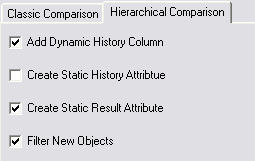 Classic Comparison Hierarchical Comparison
Add Dynamic History Column
Create Static History Attribtue
Create Static Result Attribute
Filter New Objects